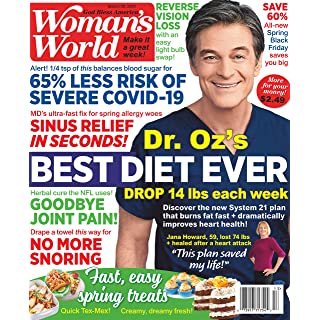 God Bless America!
Woman's
World
Make it
a great
week!
REVERSE
VISION
LOSS
with an
easy
light bulb
swap!
SAVE
60%
All-new
Spring
Black
Friday
saves
you big
Alert! 1/4 tsp of this balances blood sugar for
65% LESS RISK OF
SEVERE COVID-19
More for
your money!
$2.49
MD's ultra-fast fix for spring allergy woes
SINUS RELIEF
IN SECONDS!
Dr. Oz's
BEST DIET EVER
DROP 14 lbs each week
Herbal cure the NFL uses!
GOODBYE
JOINT PAIN!
Drape a towel this way for
NO MORE
SNORING
Discover the new System 21 plan
that burns fat fast + dramatically
improves heart health!
Jana Howard, 59, lost 74 lbs
+ healed after a heart attack
"This plan saved
my life!"
Fast, easy
spring treats
Quick Tex-Mex!
Creamy, dreamy fresh!